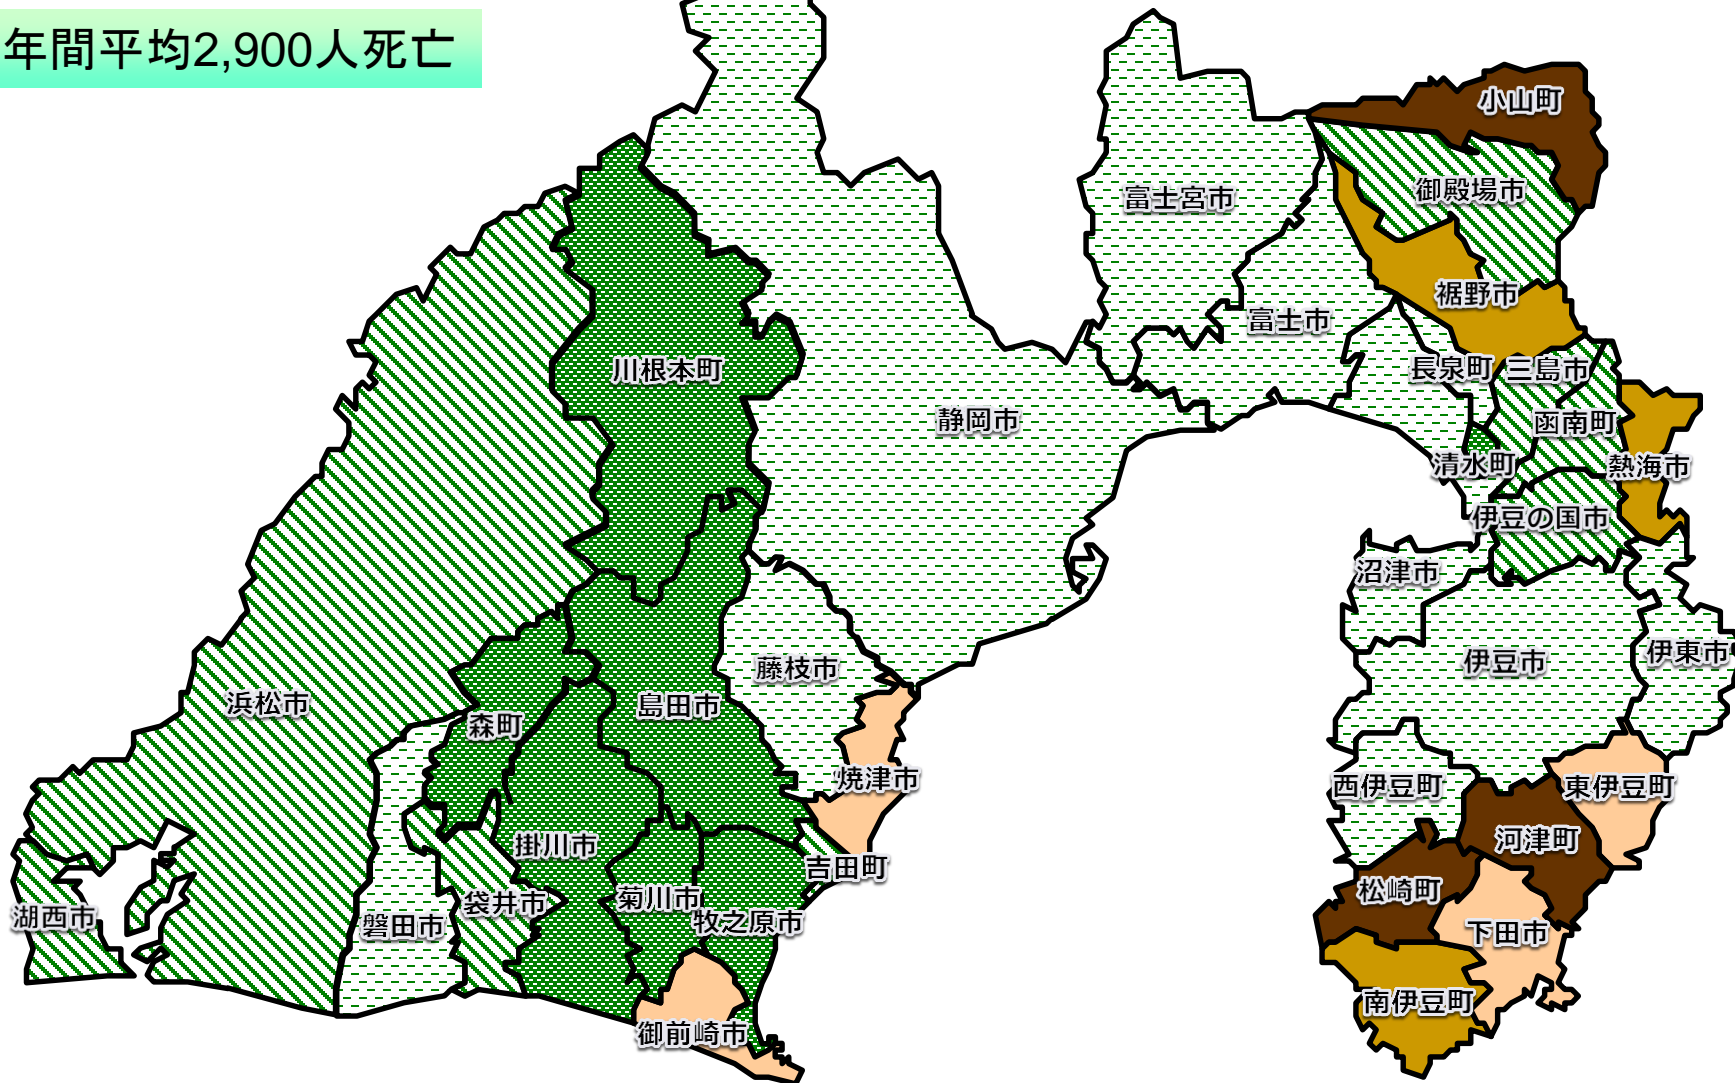 年間平均2,900人死亡
小山町
御殿場市
富士宮市
裾野市
富士市
川根本町
長泉町
三島市
静岡市
函南町
清水町
熱海市
伊豆の国市
沼津市
伊豆市
伊東市
藤枝市
浜松市
島田市
森町
焼津市
西伊豆町
東伊豆町
河津町
掛川市
吉田町
松崎町
菊川市
袋井市
湖西市
磐田市
牧之原市
下田市
南伊豆町
御前崎市